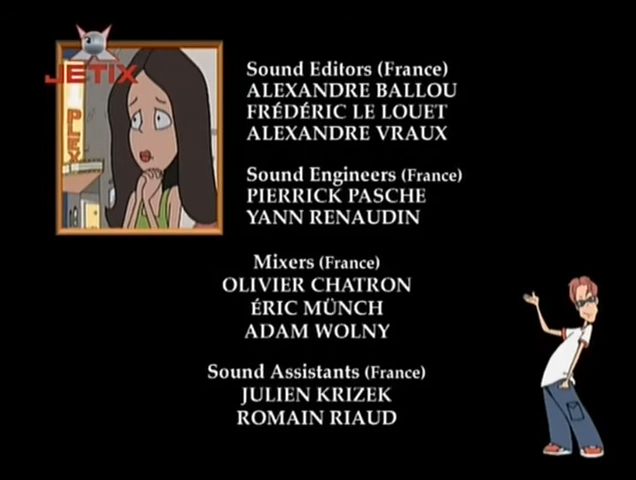 JETIX
PLEX
Sound Editors (France)
ALEXANDRE BALLOU
FRÉDÉRIC LE LOUET
ALEXANDRE VRAUX
Sound Engineers (France)
PIERRICK PASCHE
YANN RENAUDIN
Mixers (France)
OLIVIER CHATRON
ÉRIC MÜNCH
ADAM WOLNY
Sound Assistants (France)
JULIEN KRIZEK
ROMAIN RIAUD